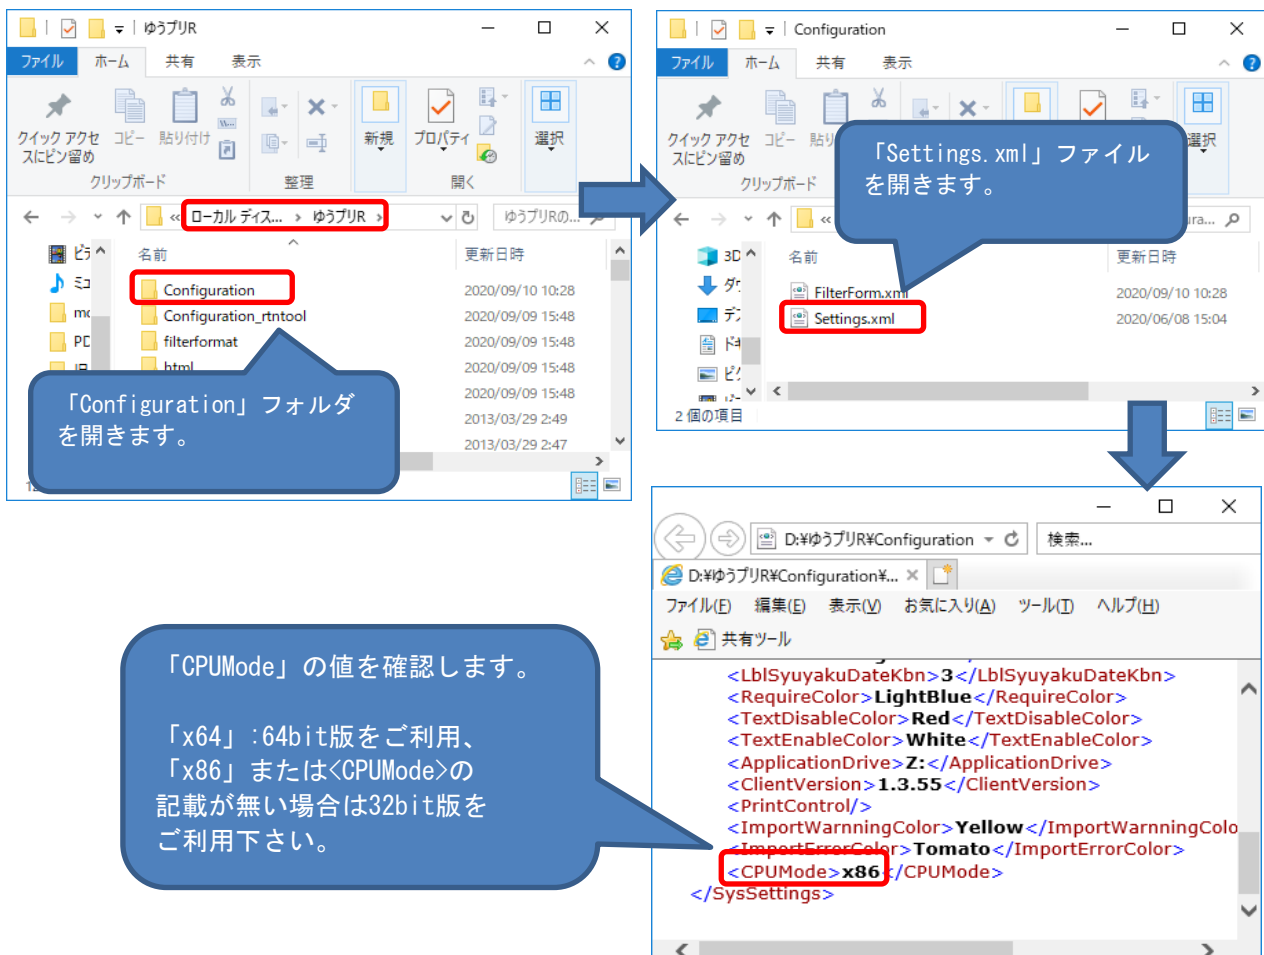 ゆうプリR
ファイル ホーム 共有 表示
クイック アクセスにピン留め コピー 貼り付け 新規 プロパティ 選択
クリップボード 整理 開く
« ローカル ディス... › ゆうプリR › ゆうプリRの...
名前 更新日時
Configuration 2020/09/10 10:28
Configuration_rtntool 2020/09/09 15:48
filterformat 2020/09/09 15:48
html 2020/09/09 15:48
2020/09/09 15:48
2013/03/29 2:49
2013/03/29 2:47
「Configuration」フォルダ
を開きます。
Configuration
ファイル ホーム 共有 表示
クイック アクセスにピン留め コピー 選択
クリップボード
「Settings.xml」ファイル
を開きます。
名前 更新日時
FilterForm.xml 2020/09/10 10:28
Settings.xml 2020/06/08 15:04
3D
2 個の項目
D:¥ゆうプリR¥Configuration 検索...
D:¥ゆうプリR¥Configuration¥...
ファイル(F) 編集(E) 表示(V) お気に入り(A) ツール(T) ヘルプ(H)
共有ツール
<LblSyuyakuDateKbn>3</LblSyuyakuDateKbn>
<RequireColor>LightBlue</RequireColor>
<TextDisableColor>Red</TextDisableColor>
<TextEnableColor>White</TextEnableColor>
<ApplicationDrive>Z:</ApplicationDrive>
<ClientVersion>1.3.55</ClientVersion>
<PrintControl/>
<ImportWarnningColor>Yellow</ImportWarnningColo
<ImportErrorColor>Tomato</ImportErrorColor>
<CPUMode>x86</CPUMode>
</SysSettings>
「CPUMode」の値を確認します。
「x64」:64bit版をご利用、
「x86」または<CPUMode>の
記載が無い場合は32bit版を
ご利用下さい。